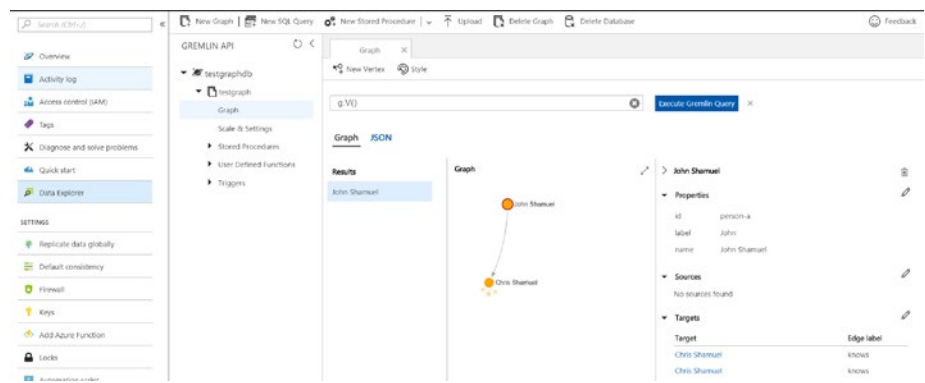 Search (Ctrl+/)
«
New Graph
New SQL Query
New Stored Procedure
Upload
Delete Graph
Delete Database
Feedback
Overview
Activity log
Access control (IAM)
Tags
Diagnose and solve problems
Quick start
Data Explorer
SETTINGS
Replicate data globally
Default consistency
Firewall
Keys
Add Azure Function
Locks
Automation script
GREMLIN API
testgraphdb
testgraph
Graph
Scale & Settings
Stored Procedures
User Defined Functions
Triggers
Graph
New Vertex
Style
g.V()
Execute Gremlin Query
Graph JSON
Results
John Shamuel
Graph
John Shamuel
Chris Shamuel
John Shamuel
Properties
id person-a
label John
name John Shamuel
Sources
No sources found
Targets
Target Edge label
Chris Shamuel knows
Chris Shamuel knows